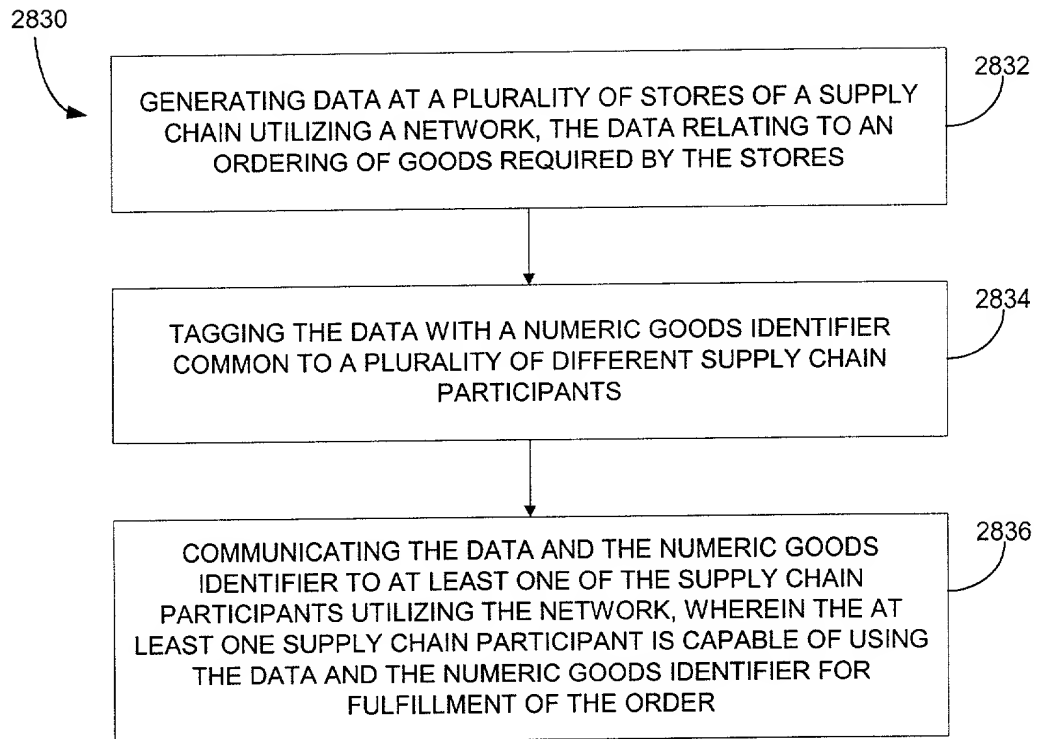 2830
2832
GENERATING DATA AT A PLURALITY OF STORES OF A SUPPLY
CHAIN UTILIZING A NETWORK, THE DATA RELATING TO AN
ORDERING OF GOODS REQUIRED BY THE STORES
2834
TAGGING THE DATA WITH A NUMERIC GOODS IDENTIFIER
COMMON TO A PLURALITY OF DIFFERENT SUPPLY CHAIN
PARTICIPANTS
2836
COMMUNICATING THE DATA AND THE NUMERIC GOODS
IDENTIFIER TO AT LEAST ONE OF THE SUPPLY CHAIN
PARTICIPANTS UTILIZING THE NETWORK, WHEREIN THE AT
LEAST ONE SUPPLY CHAIN PARTICIPANT IS CAPABLE OF USING
THE DATA AND THE NUMERIC GOODS IDENTIFIER FOR
FULFILLMENT OF THE ORDER